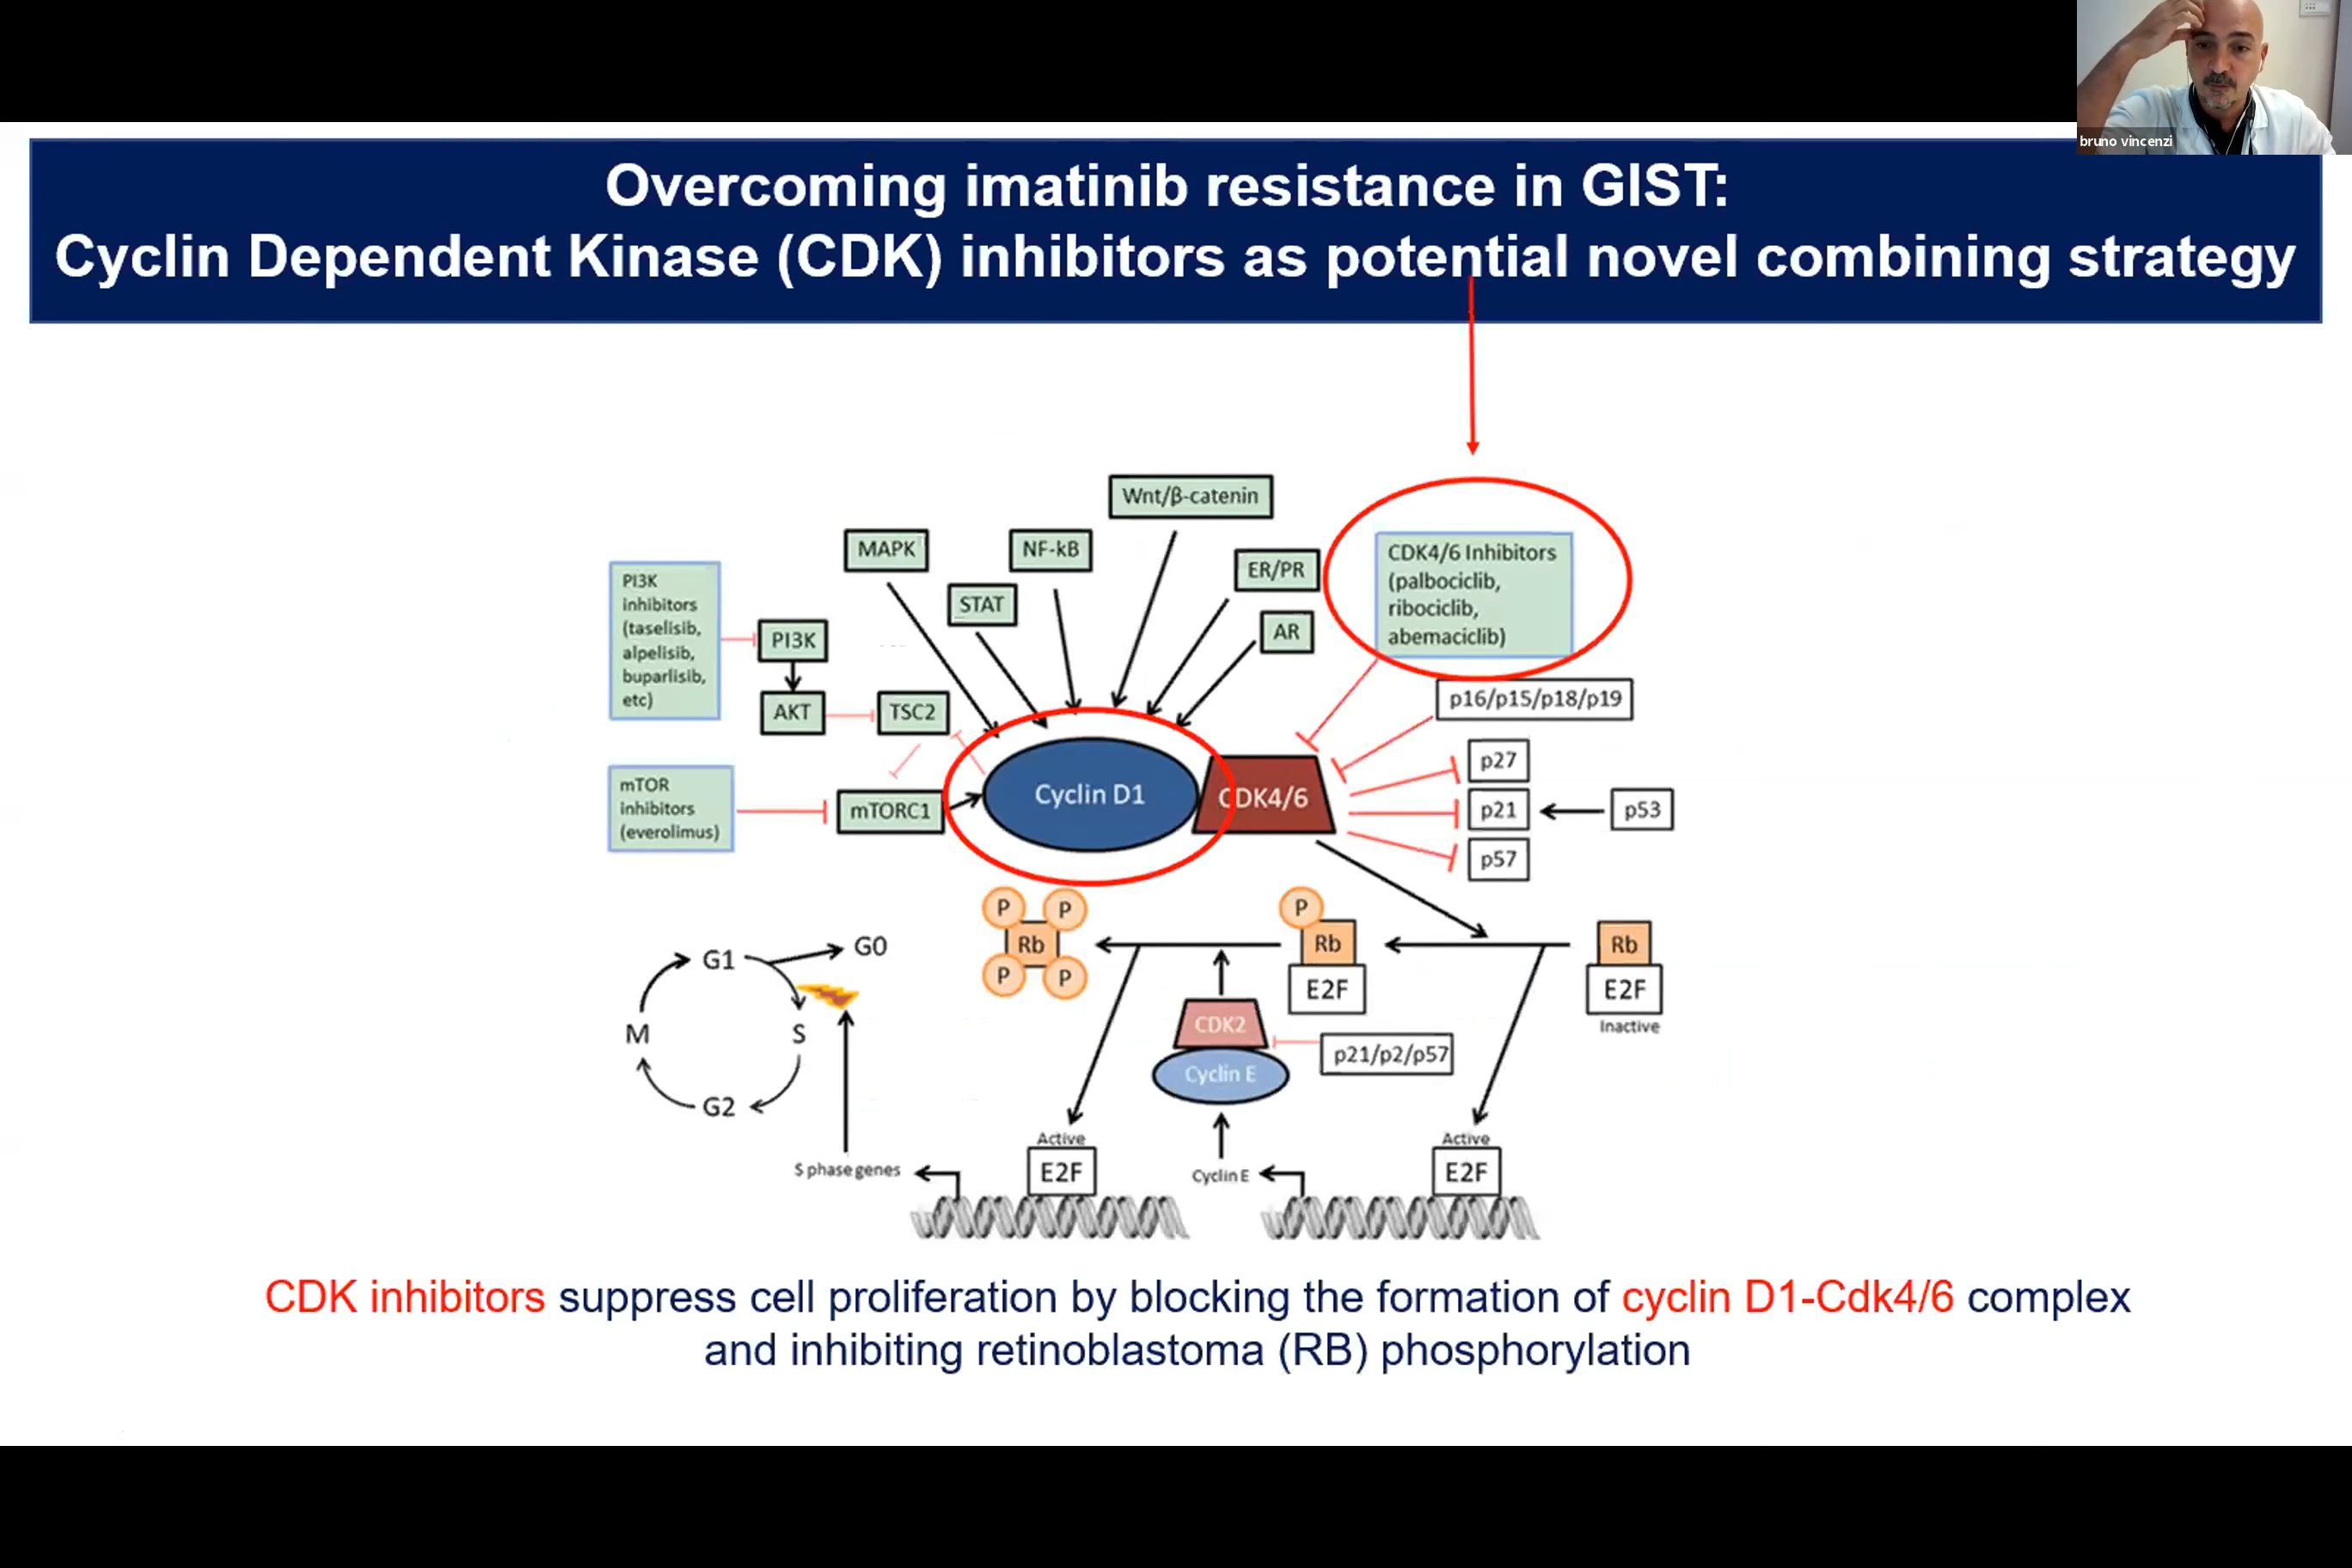 bruno vincenzi
Overcoming imatinib resistance in GIST:
Cyclin Dependent Kinase (CDK) inhibitors as potential novel combining strategy
Wnt/β-catenin
MAPK
NF-kB
ER/PR
STAT
AR
CDK4/6 Inhibitors
(palbociclib,
ribociclib,
abemaciclib)
PI3K
inhibitors
(taselisib,
alpelisib,
buparlisib,
etc)
PI3K
AKT
TSC2
p16/p15/p18/p19
mTOR
inhibitors
(everolimus)
mTORC1
Cyclin D1
CDK4/6
p27
p21
p53
p57
P
P
Rb
P
P
P
Rb
E2F
Rb
E2F
Inactive
G1
G0
M
S
G2
CDK2
Cyclin E
p21/p2/p57
Active
E2F
S phase genes
Cyclin E
Active
E2F
CDK inhibitors suppress cell proliferation by blocking the formation of cyclin D1-Cdk4/6 complex
and inhibiting retinoblastoma (RB) phosphorylation